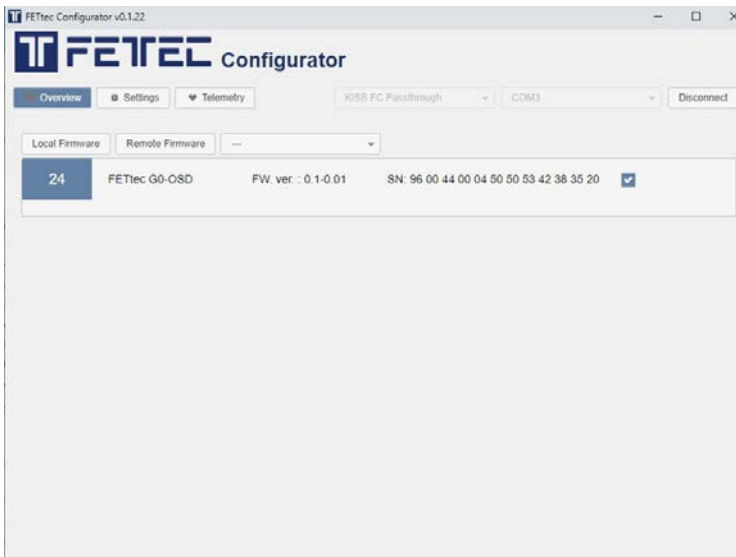 FETtec Configurator v0.1.22
FETTEC Configurator
Overview Settings Telemetry KISS FC Passthrough COM3 Disconnect
Local Firmware Remote Firmware ---
24 FETtec G0-OSD FW. ver. : 0.1-0.01 SN: 96 00 44 00 04 50 50 53 42 38 35 20